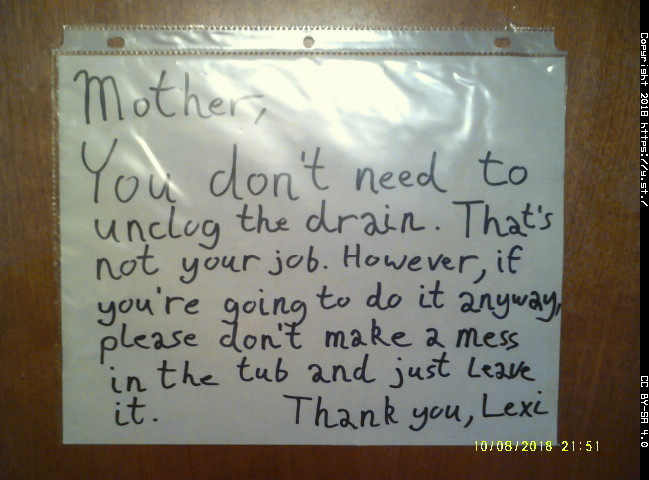 Mother,
You don't need to
unclog the drain. That's
not your job. However, if
you're going to do it anyway,
please don't make a mess
in the tub and just leave
it. Thank you, Lexi
10/08/2018 21:51
Copyright 2018 https://y.st./
CC BY-SA 4.0